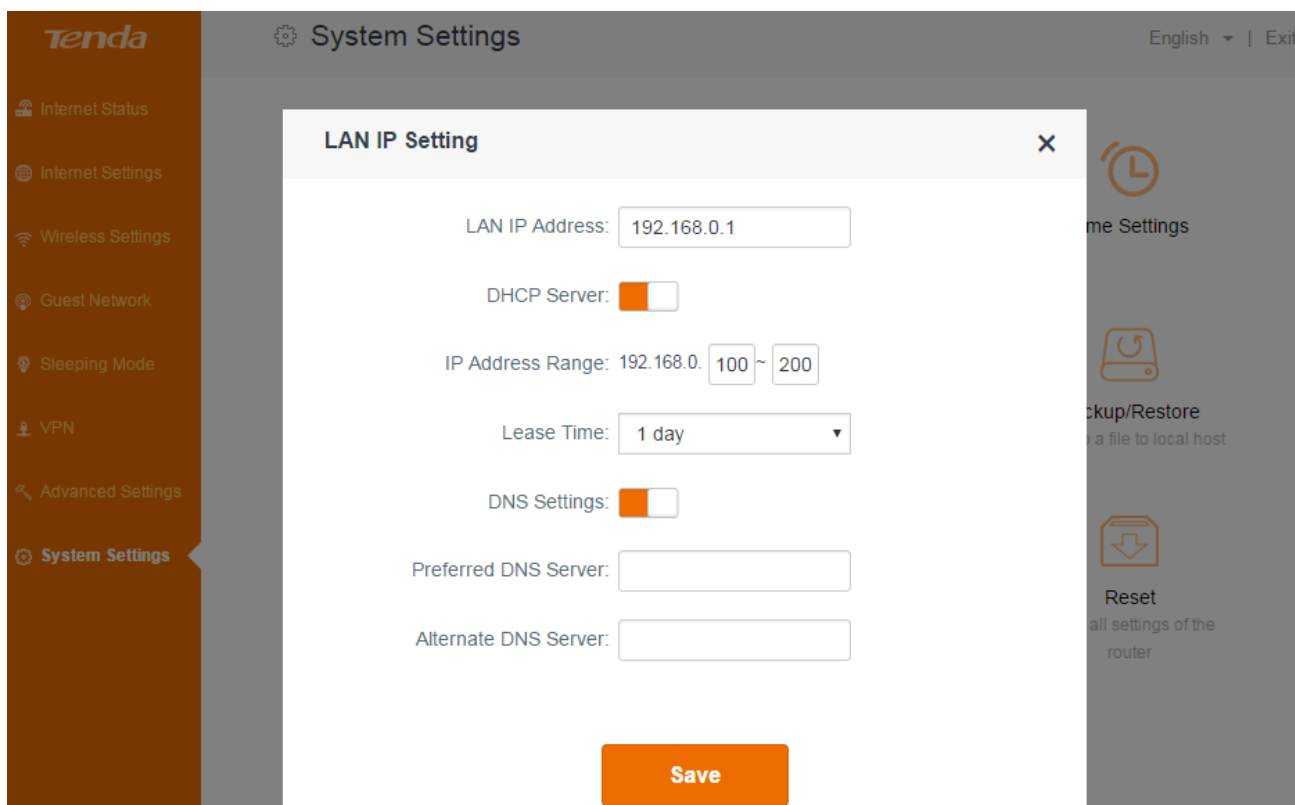 Tenda
System Settings
English | Exit
Internet Status
Internet Settings
Wireless Settings
Guest Network
Sleeping Mode
VPN
Advanced Settings
System Settings
LAN IP Setting
LAN IP Address: 192.168.0.1
DHCP Server:
IP Address Range: 192.168.0. 100 ~ 200
Lease Time: 1 day
DNS Settings:
Preferred DNS Server:
Alternate DNS Server:
Save
Settings
/Restore
a file to local host
Reset
all settings of the
router